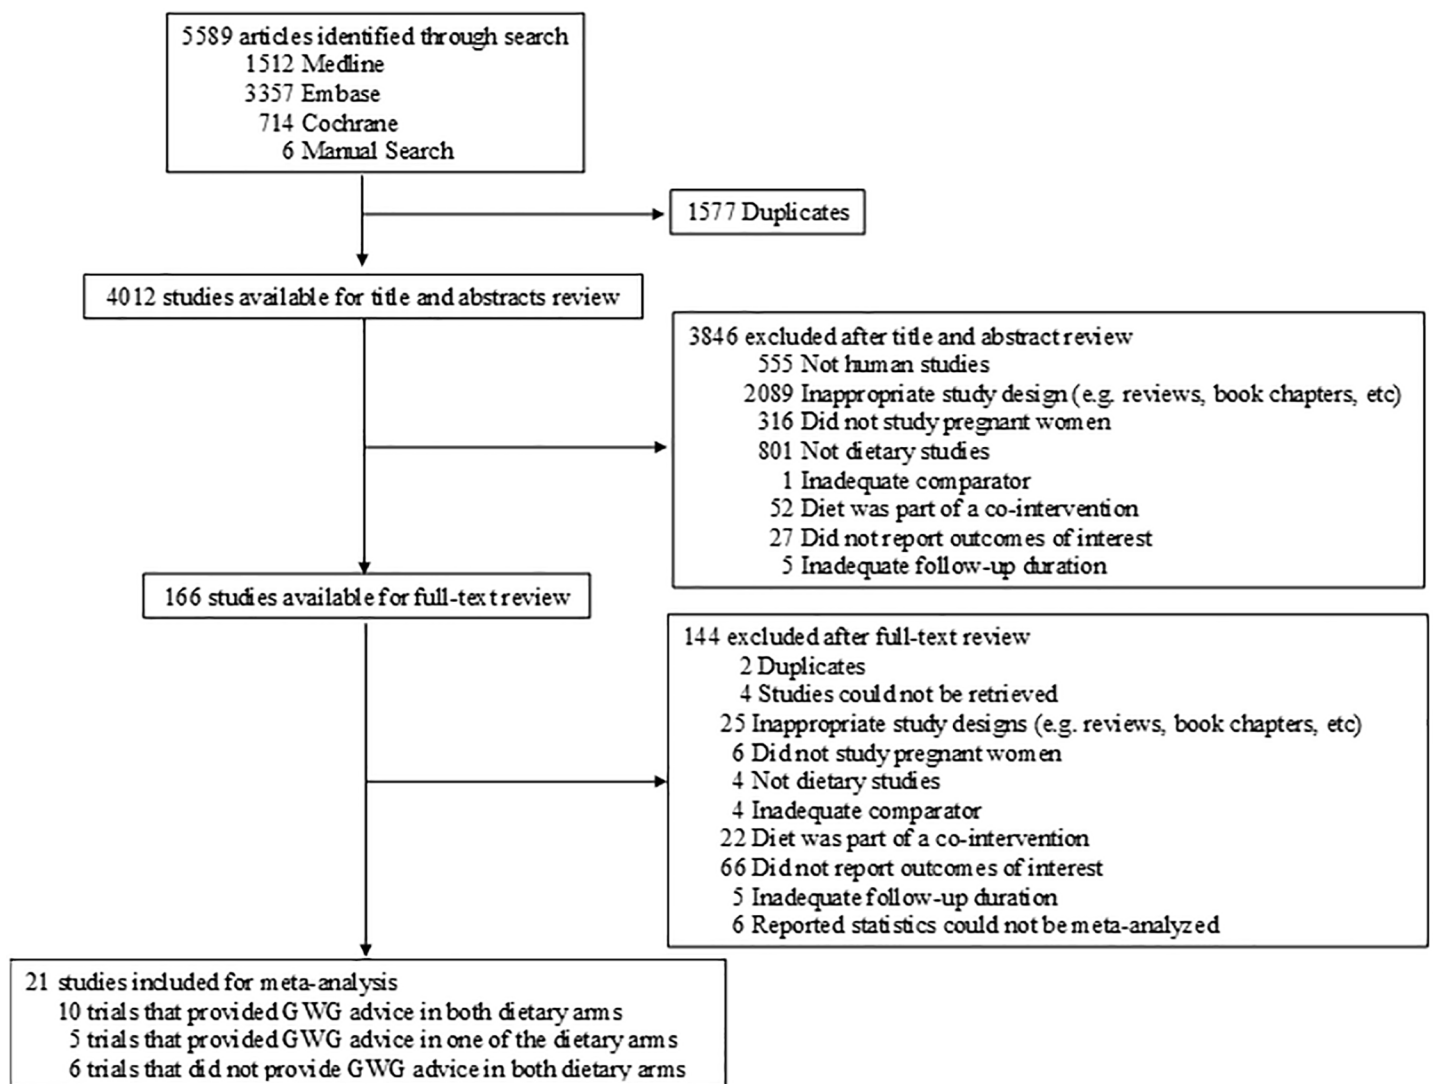 5589 articles identified through search
1512 Medline
3357 Embase
714 Cochrane
6 Manual Search
1577 Duplicates
4012 studies available for title and abstracts review
3846 excluded after title and abstract review
555 Not human studies
2089 Inappropriate study design (e.g. reviews, book chapters, etc)
316 Did not study pregnant women
801 Not dietary studies
1 Inadequate comparator
52 Diet was part of a co-intervention
27 Did not report outcomes of interest
5 Inadequate follow-up duration
166 studies available for full-text review
144 excluded after full-text review
2 Duplicates
4 Studies could not be retrieved
25 Inappropriate study designs (e.g. reviews, book chapters, etc)
6 Did not study pregnant women
4 Not dietary studies
4 Inadequate comparator
22 Diet was part of a co-intervention
66 Did not report outcomes of interest
5 Inadequate follow-up duration
6 Reported statistics could not be meta-analyzed
21 studies included for meta-analysis
10 trials that provided GWG advice in both dietary arms
5 trials that provided GWG advice in one of the dietary arms
6 trials that did not provide GWG advice in both dietary arms